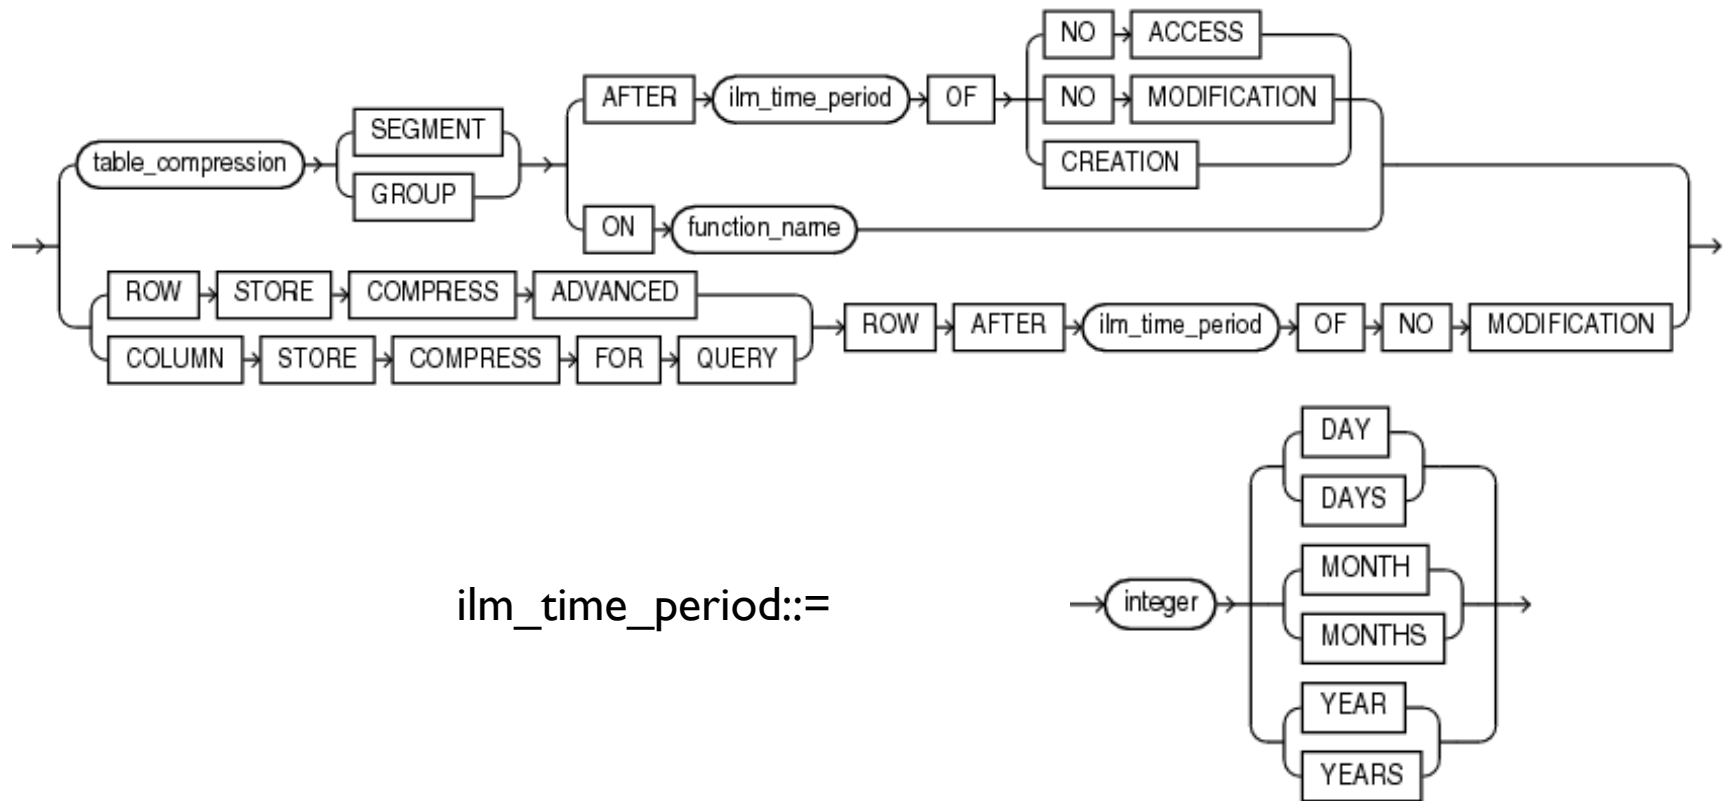 NO ACCESS
AFTER ilm_time_period OF NO MODIFICATION
SEGMENT
table_compression
CREATION
GROUP
ON function_name
ROW STORE COMPRESS ADVANCED
ROW AFTER ilm_time_period OF NO MODIFICATION
COLUMN STORE COMPRESS FOR QUERY
DAY
DAYS
MONTH
ilm_time_period::= integer
MONTHS
YEAR
YEARS